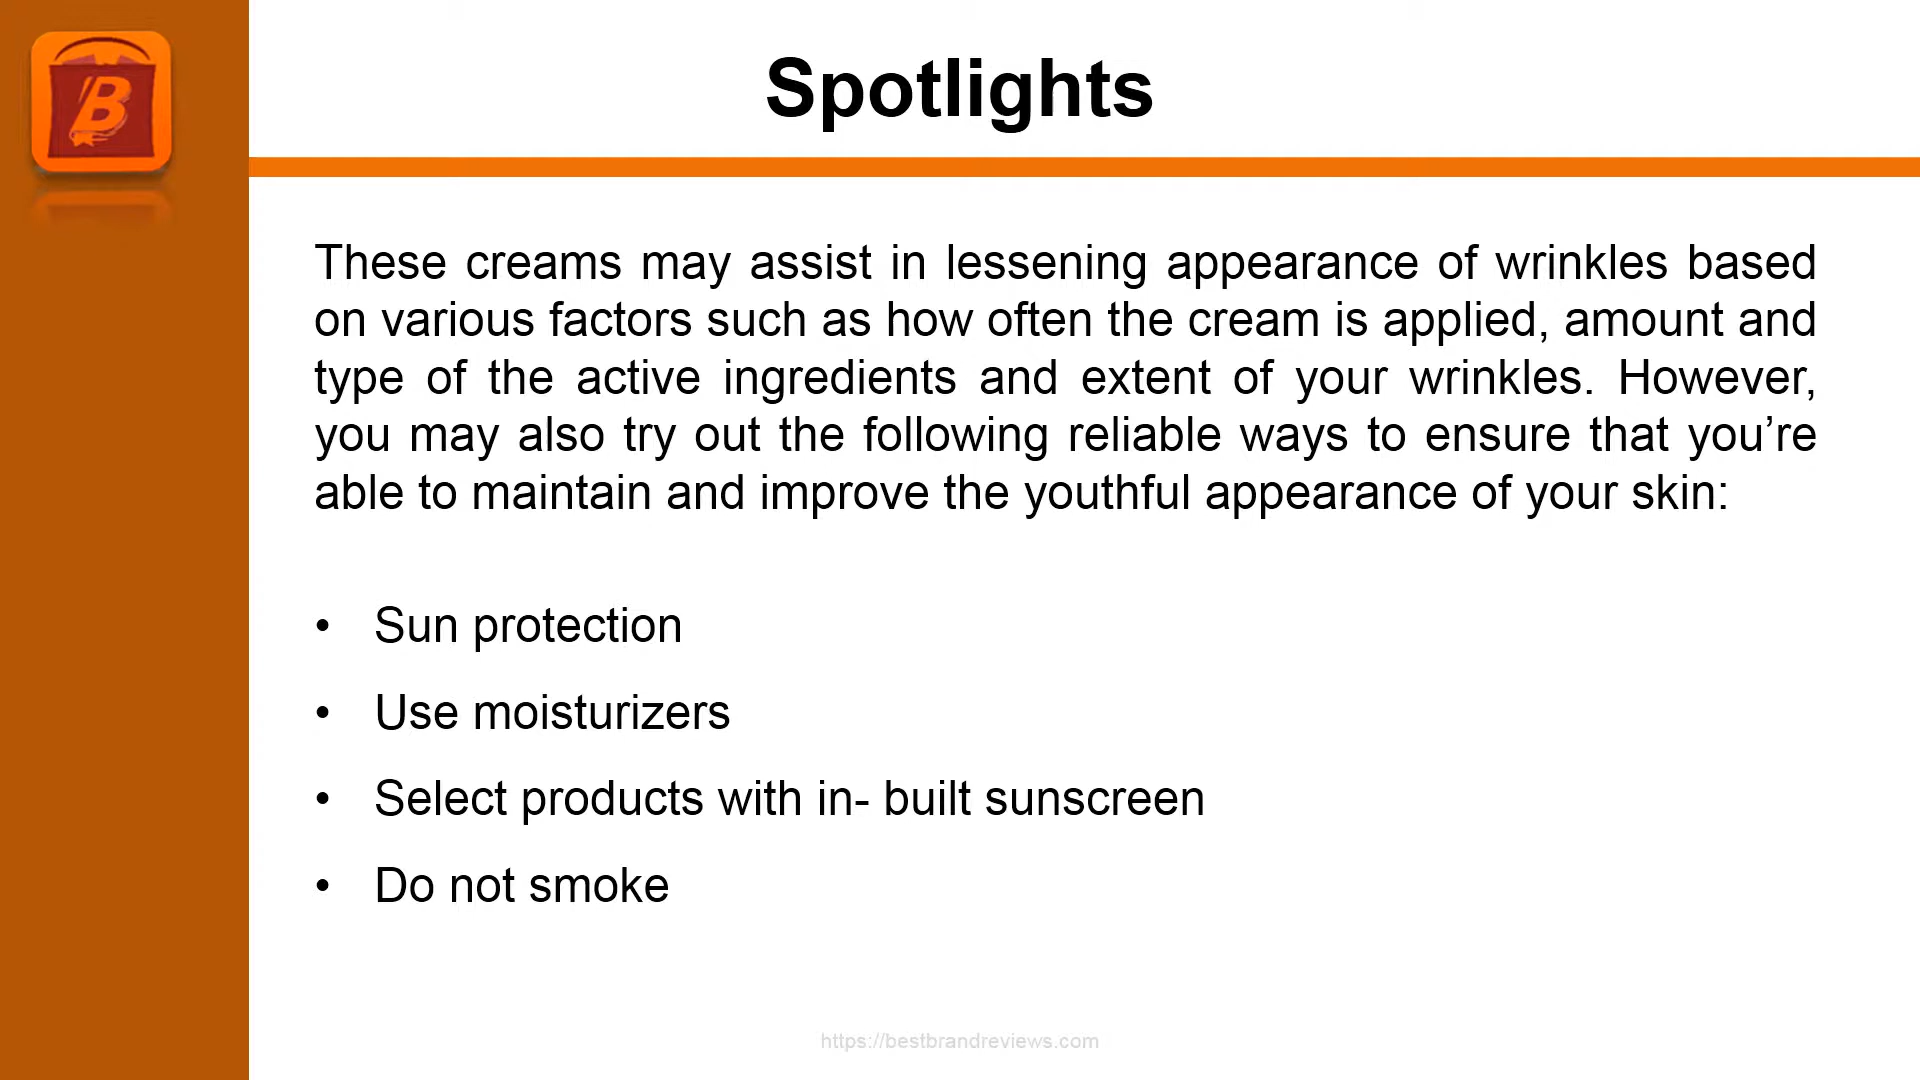 B
Spotlights
These creams may assist in lessening appearance of wrinkles based
on various factors such as how often the cream is applied, amount and
type of the active ingredients and extent of your wrinkles. However,
you may also try out the following reliable ways to ensure that you’re
able to maintain and improve the youthful appearance of your skin:
• Sun protection
• Use moisturizers
• Select products with in- built sunscreen
• Do not smoke
https://bestbrandreviews.com